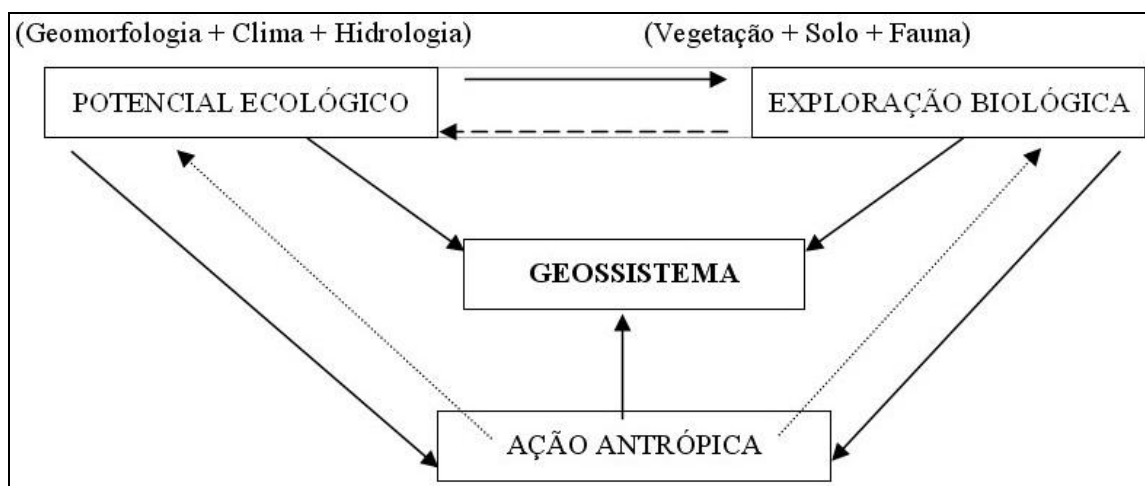 (Geomorfologia + Clima + Hidrologia) (Vegetação + Solo + Fauna)
POTENCIAL ECOLÓGICO EXPLORAÇÃO BIOLÓGICA
GEOSSISTEMA
AÇÃO ANTRÓPICA